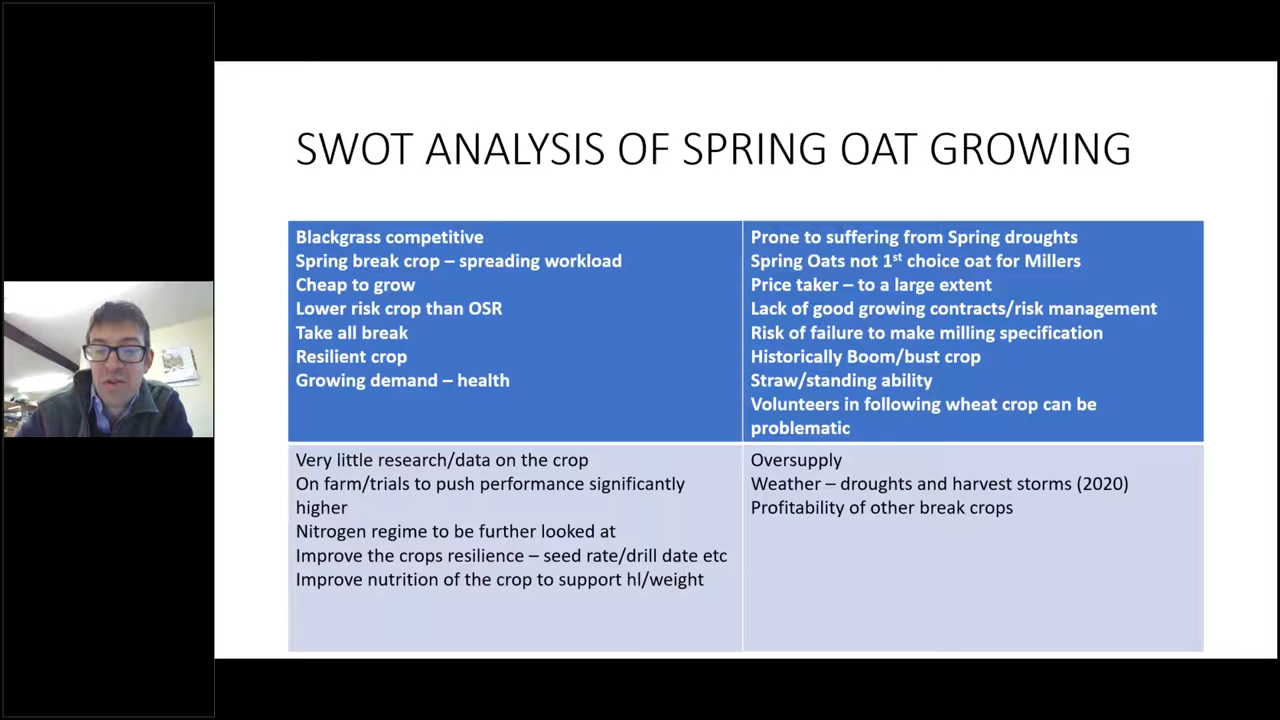 SWOT ANALYSIS OF SPRING OAT GROWING
Blackgrass competitive
Spring break crop – spreading workload
Cheap to grow
Lower risk crop than OSR
Take all break
Resilient crop
Growing demand – health
Prone to suffering from Spring droughts
Spring Oats not 1st choice oat for Millers
Price taker – to a large extent
Lack of good growing contracts/risk management
Risk of failure to make milling specification
Historically Boom/bust crop
Straw/standing ability
Volunteers in following wheat crop can be
problematic
Very little research/data on the crop
On farm/trials to push performance significantly
higher
Nitrogen regime to be further looked at
Improve the crops resilience – seed rate/drill date etc
Improve nutrition of the crop to support hl/weight
Oversupply
Weather – droughts and harvest storms (2020)
Profitability of other break crops